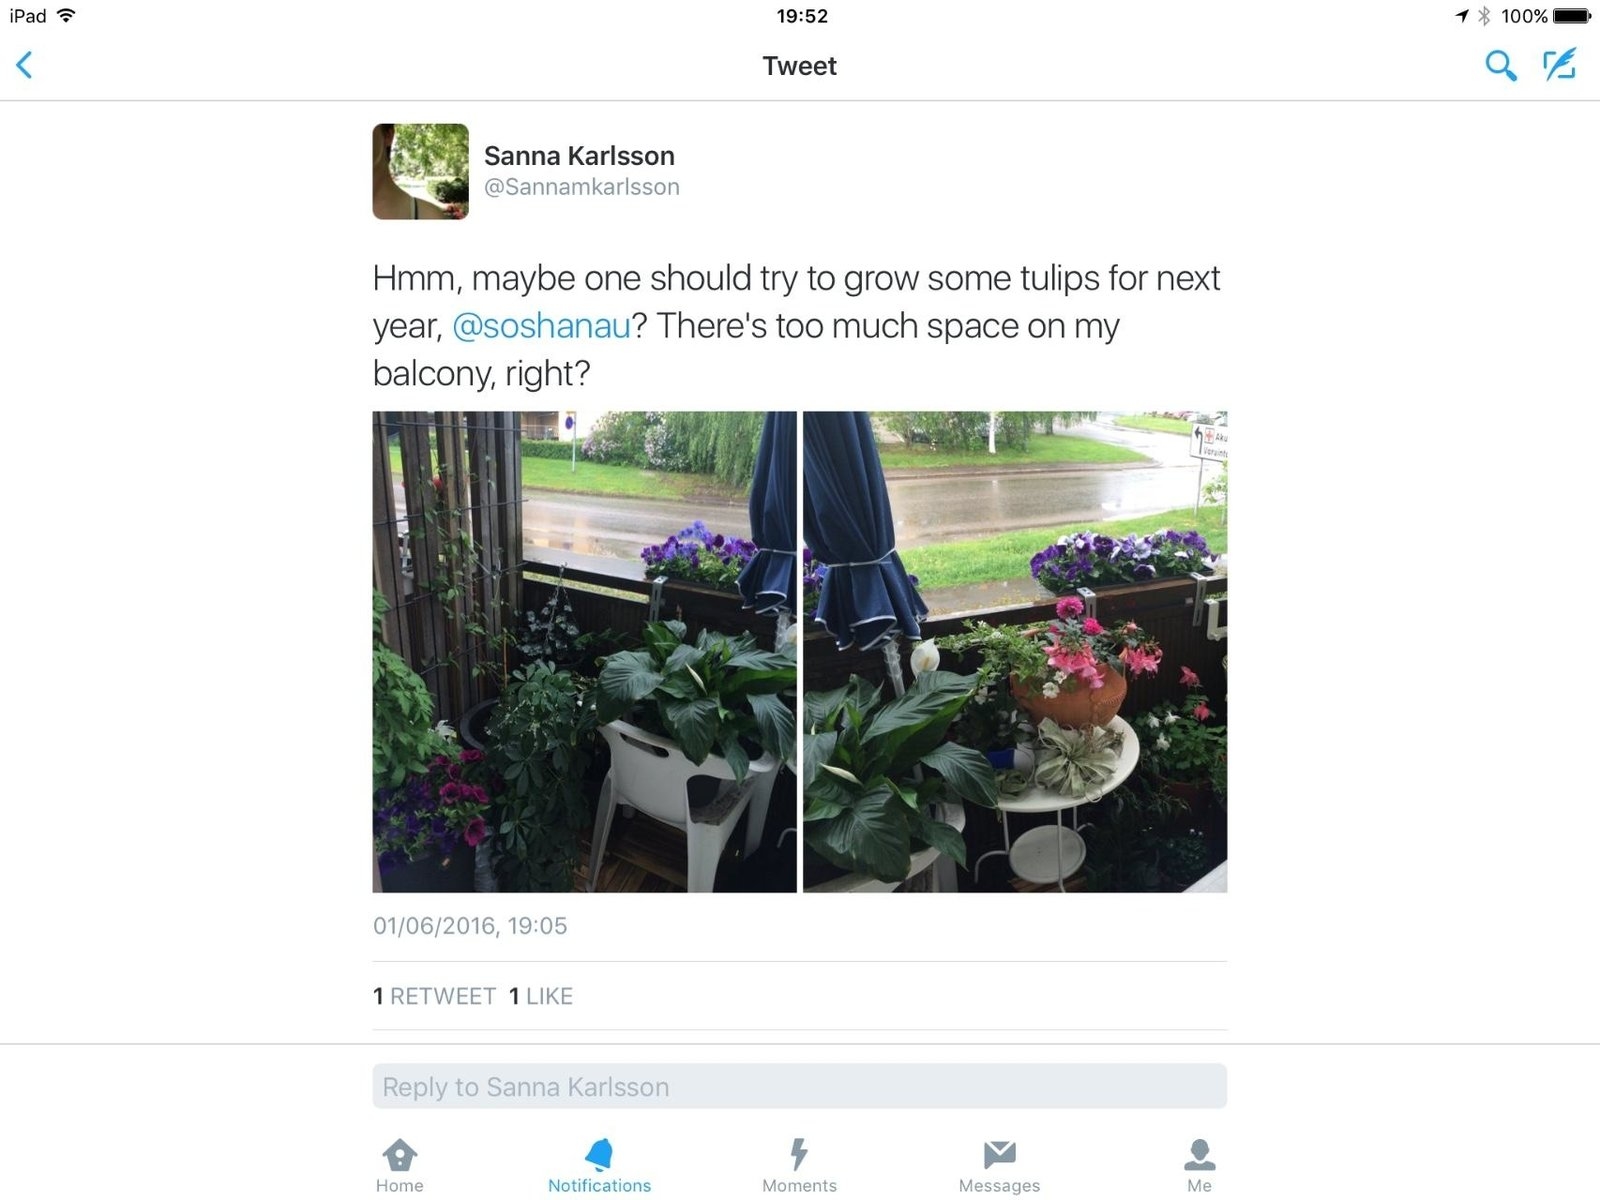 iPad
19:52
100%
Tweet
Sanna Karlsson
@Sannamkarlsson
Hmm, maybe one should try to grow some tulips for next
year, @soshanau? There's too much space on my
balcony, right?
Aku
01/06/2016, 19:05
1 RETWEET 1 LIKE
Reply to Sanna Karlsson
Home
Notifications
Moments
Messages
Me